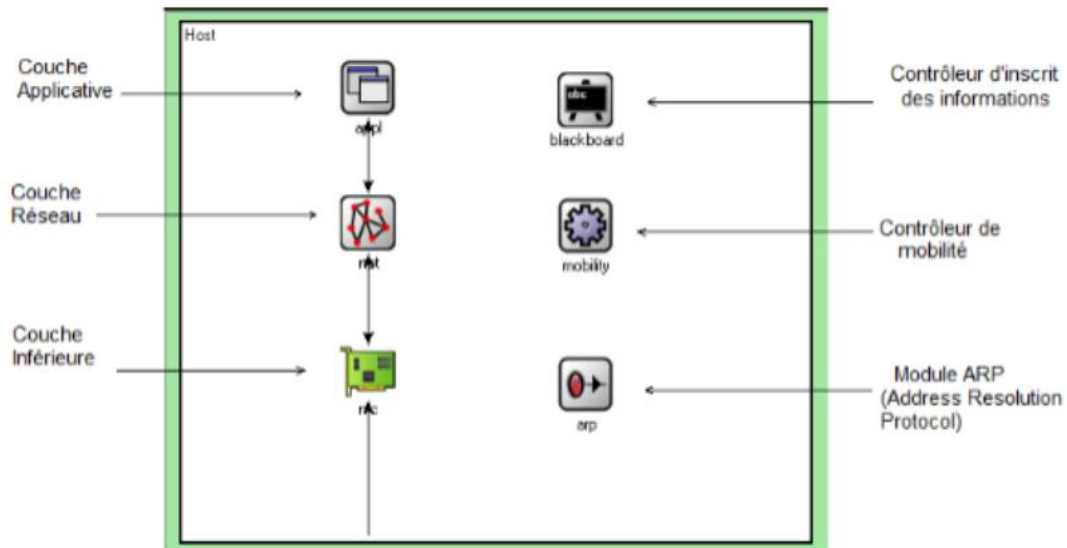 Host
Couche
Applicative
appl
Contrôleur d'inscrit
des informations
blackboard
Couche
Réseau
Contrôleur de
mobilité
mobility
Couche
Inférieure
Module ARP
(Address Resolution
Protocol)
arp